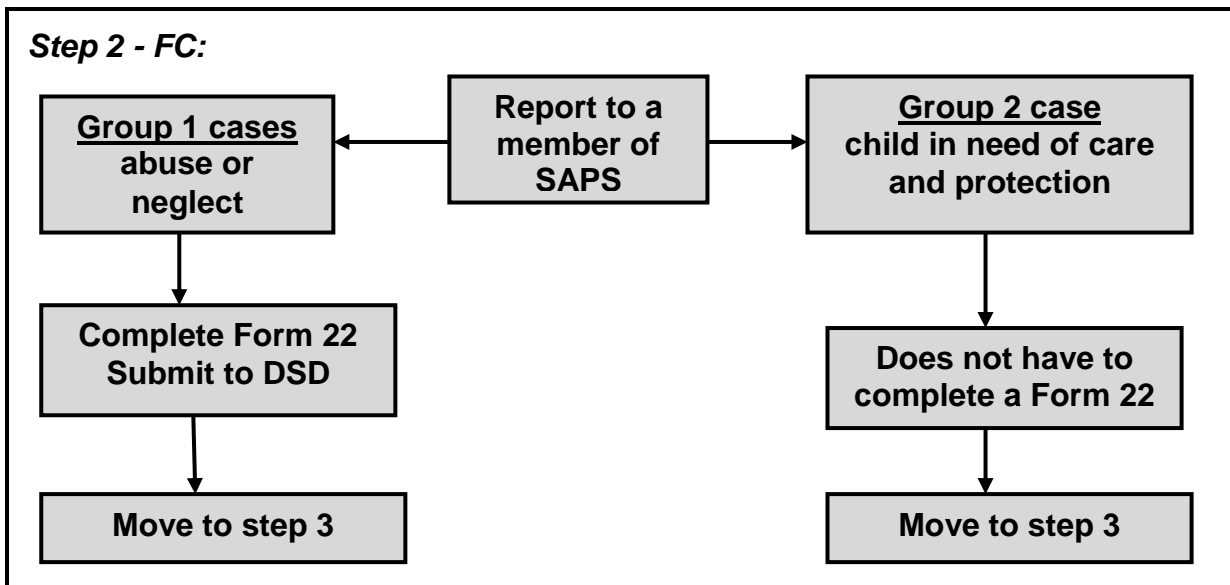 Step 2 - FC:
Group 1 cases
abuse or
neglect
Report to a
member of
SAPS
Group 2 case
child in need of care
and protection
Complete Form 22
Submit to DSD
Does not have to
complete a Form 22
Move to step 3
Move to step 3